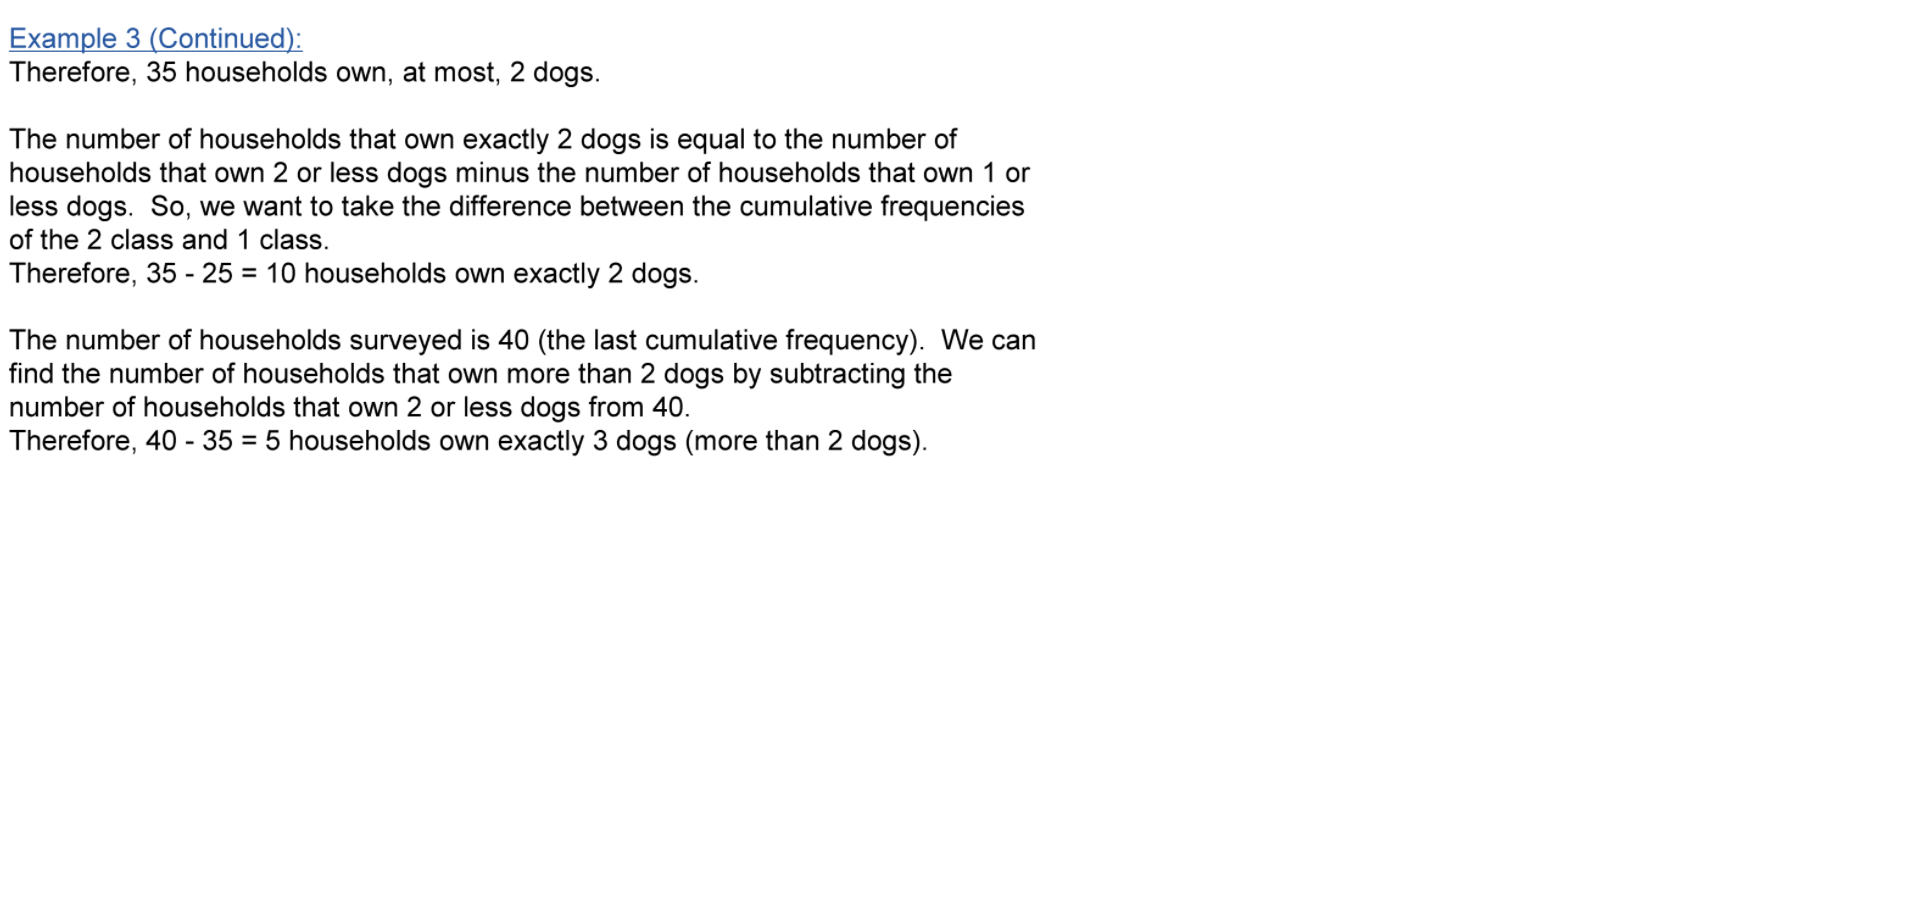 Example 3 (Continued):
Therefore, 35 households own, at most, 2 dogs.
The number of households that own exactly 2 dogs is equal to the number of
households that own 2 or less dogs minus the number of households that own 1 or
less dogs.  So, we want to take the difference between the cumulative frequencies
of the 2 class and 1 class.
Therefore, 35 - 25 = 10 households own exactly 2 dogs.
The number of households surveyed is 40 (the last cumulative frequency).  We can
find the number of households that own more than 2 dogs by subtracting the
number of households that own 2 or less dogs from 40.
Therefore, 40 - 35 = 5 households own exactly 3 dogs (more than 2 dogs).